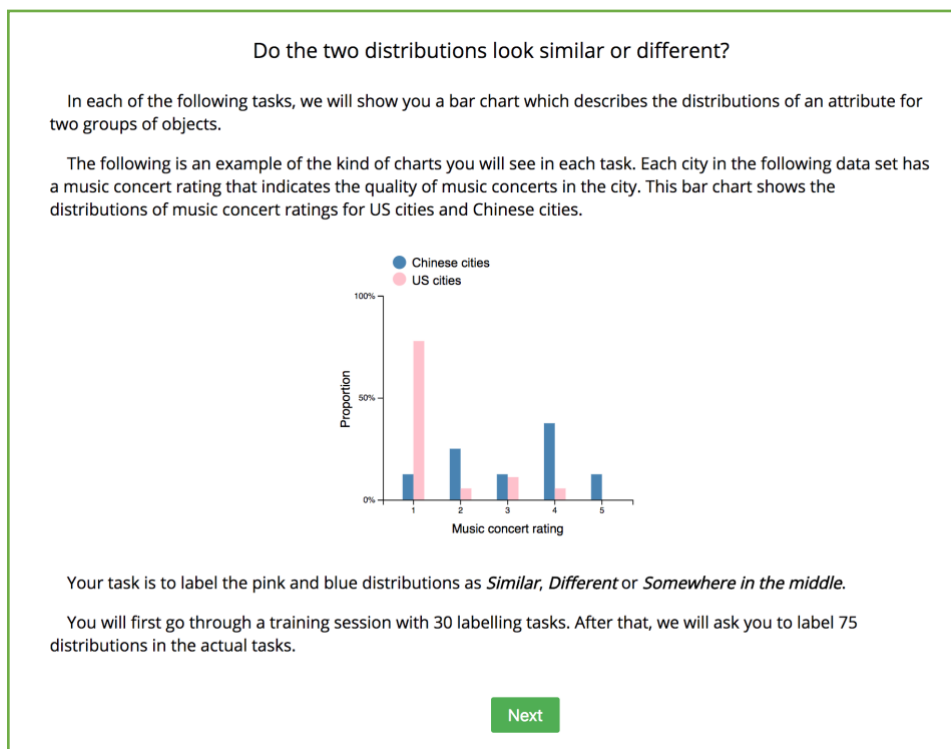 Do the two distributions look similar or different?
In each of the following tasks, we will show you a bar chart which describes the distributions of an attribute for
two groups of objects.
The following is an example of the kind of charts you will see in each task. Each city in the following data set has
a music concert rating that indicates the quality of music concerts in the city. This bar chart shows the
distributions of music concert ratings for US cities and Chinese cities.
Chinese cities
US cities
100%
50%
0%
Proportion
1 2 3 4 5
Music concert rating
Your task is to label the pink and blue distributions as Similar, Different or Somewhere in the middle.
You will first go through a training session with 30 labelling tasks. After that, we will ask you to label 75
distributions in the actual tasks.
Next